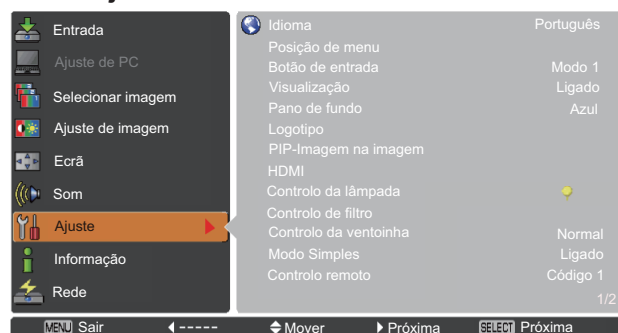 Entrada
Ajuste de PC
Selecionar imagem
Ajuste de imagem
Ecrã
Som
Ajuste
Informação
Rede
Idioma Português
Posição de menu
Botão de entrada Modo 1
Visualização Ligado
Pano de fundo Azul
Logotipo
PIP-Imagem na imagem
HDMI
Controlo da lâmpada
Controlo de filtro
Controlo da ventoinha Normal
Modo Simples Ligado
Controlo remoto Código 1
1/2
MENU Sair ----- Mover Próxima SELECT Próxima